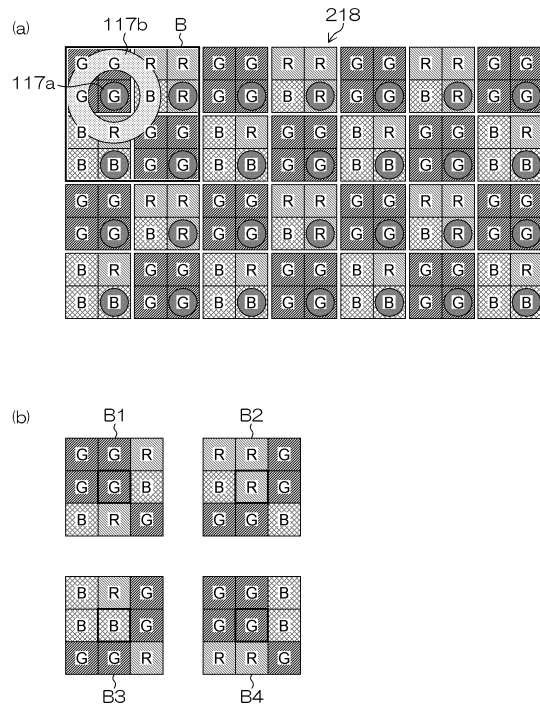 (a)
117b B 218
117a
G G R R G G R R G G R R G G
G G B R G G B R G G B R G G
B R G G B R G G B R G G B R
B B G G B B G G B B G G B B
G G R R G G R R G G R R G G
G G B R G G B R G G B R G G
B R G G B R G G B R G G B R
B B G G B B G G B B G G B B
(b)
B1 B2
G G R R R G
G G B B R G
B R G G G B
B R G G G B
B B G G G B
G G R R R G
B3 B4